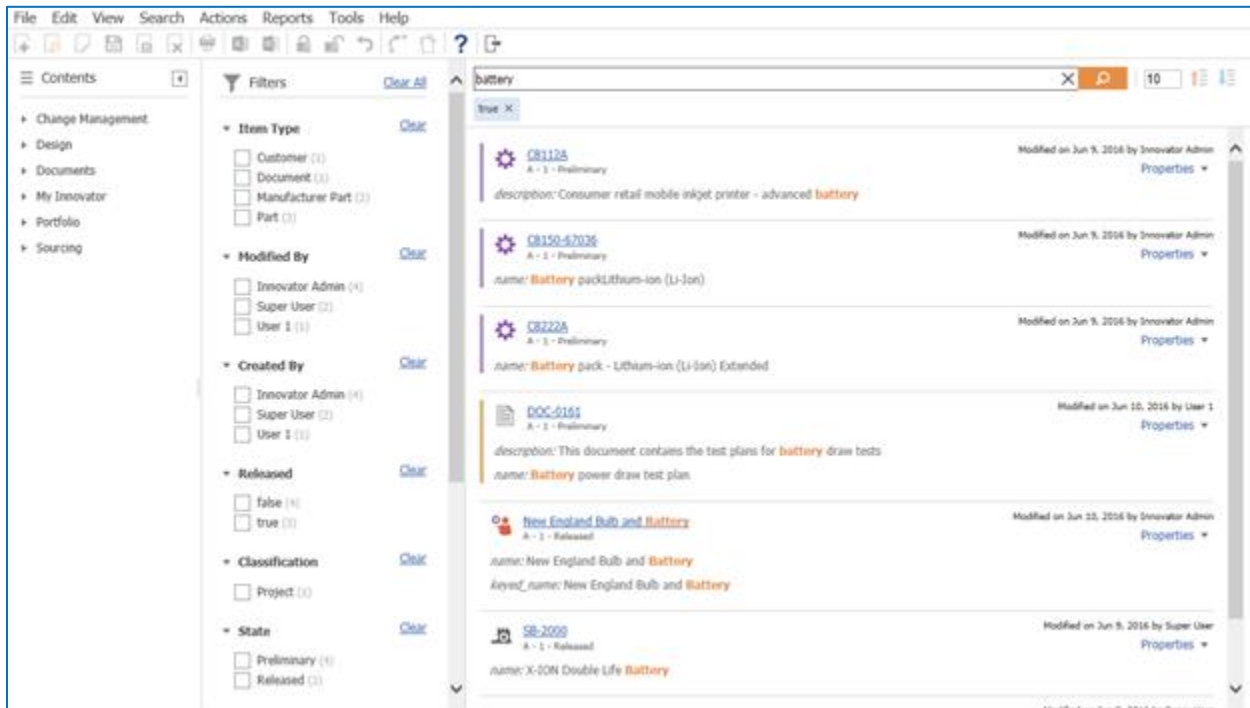 File Edit View Search Actions Reports Tools Help
Contents
Change Management
Design
Documents
My Innovator
Portfolio
Sourcing
Filters Clear All
Item Type Clear
Customer (1)
Document (1)
Manufacturer Part (2)
Part (3)
Modified By Clear
Innovator Admin (4)
Super User (2)
User 1 (1)
Created By Clear
Innovator Admin (4)
Super User (2)
User 1 (1)
Released Clear
false (4)
true (3)
Classification Clear
Project (1)
State Clear
Preliminary (4)
Released (3)
battery
10
true
CB112A
Modified on Jun 9, 2016 by Innovator Admin
A - 1 - Preliminary
Properties
description: Consumer retail mobile inkjet printer - advanced battery
C8150-67036
Modified on Jun 9, 2016 by Innovator Admin
A - 1 - Preliminary
Properties
name: Battery packLithium-ion (Li-Ion)
C8222A
Modified on Jun 9, 2016 by Innovator Admin
A - 1 - Preliminary
Properties
name: Battery pack - Lithium-ion (Li-Ion) Extended
DOC-0161
Modified on Jun 10, 2016 by User 1
A - 1 - Preliminary
Properties
description: This document contains the test plans for battery draw tests
name: Battery power draw test plan
New England Bulb and Battery
Modified on Jun 10, 2016 by Innovator Admin
A - 1 - Released
Properties
name: New England Bulb and Battery
keyed_name: New England Bulb and Battery
SB-2000
Modified on Jun 9, 2016 by Super User
A - 1 - Released
Properties
name: X-ION Double Life Battery